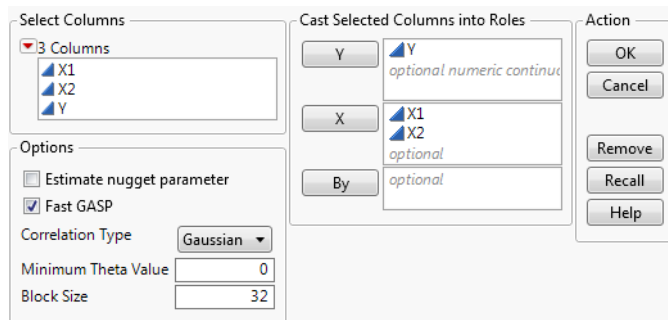 Select Columns
3 Columns
X1
X2
Y
Options
Estimate nugget parameter
Fast GASP
Correlation Type
Gaussian
Minimum Theta Value
0
Block Size
32
Cast Selected Columns into Roles
Y
Y
optional numeric continu
X
X1
X2
optional
By
optional
Action
OK
Cancel
Remove
Recall
Help